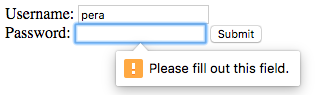 Username: pera
Password: Submit
! Please fill out this field.